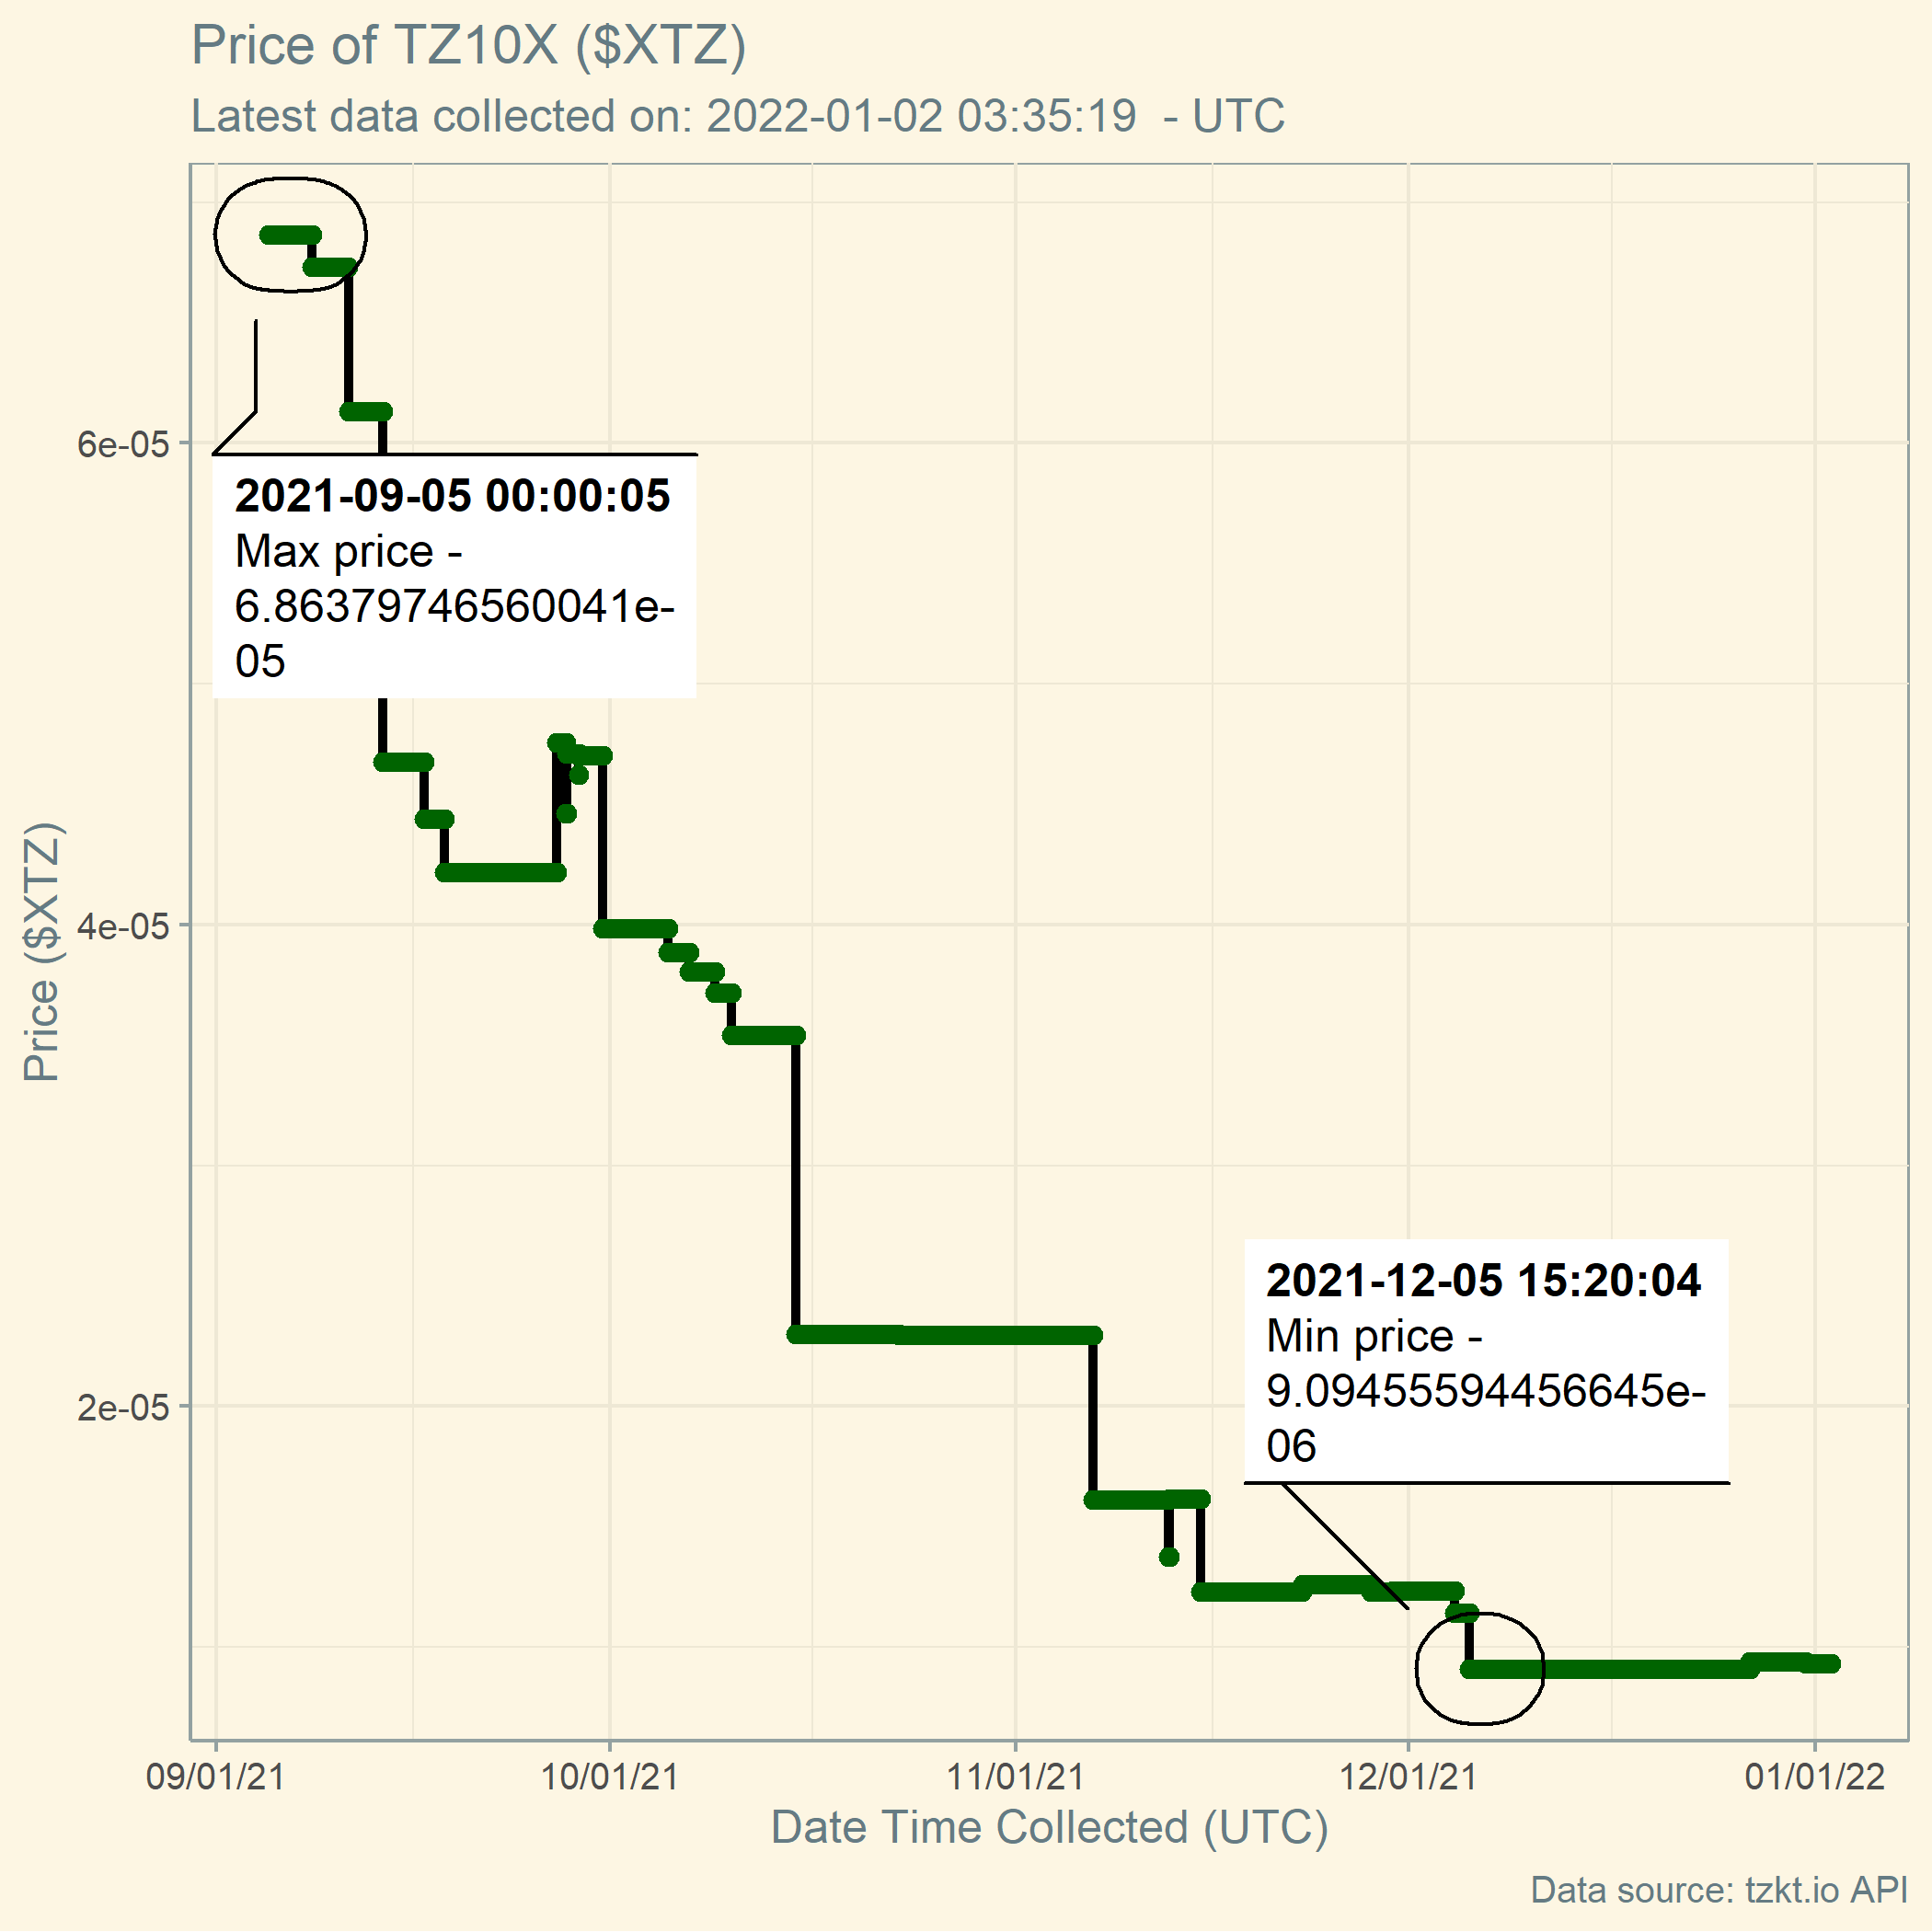 Price of TZ10X ($XTZ)
Latest data collected on: 2022-01-02 03:35:19  - UTC
6e-05
2021-09-05 00:00:05
Max price -
6.86379746560041e-
05
Price ($XTZ)
4e-05
2021-12-05 15:20:04
Min price -
9.09455594456645e-
06
2e-05
09/01/21
10/01/21
11/01/21
12/01/21
01/01/22
Date Time Collected (UTC)
Data source: tzkt.io API